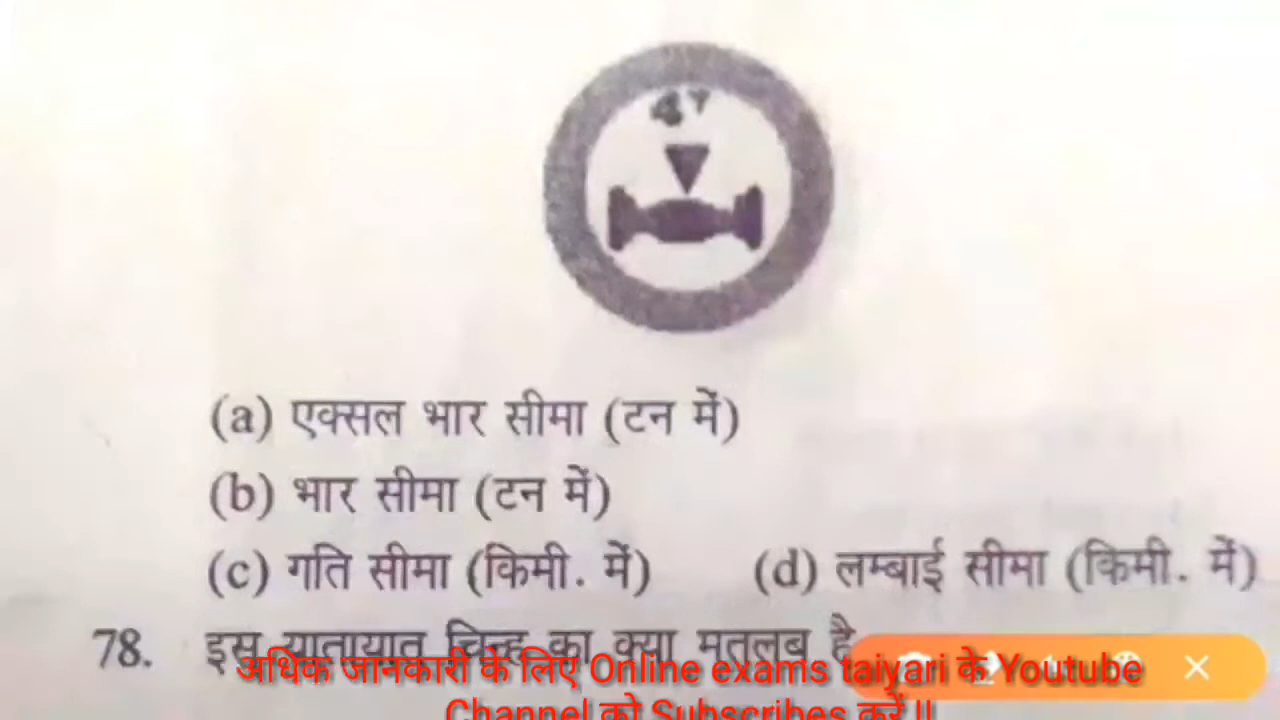 4T
(a) एक्सल भार सीमा (टन में)
(b) भार सीमा (टन में)
(c) गति सीमा (किमी. में) (d) लम्बाई सीमा (किमी. में)
78. इस यातायात चिन्ह का क्या मतलब है
अधिक जानकारी के लिए Online exams taiyari के Youtube
Channel को Subscribes करें !!